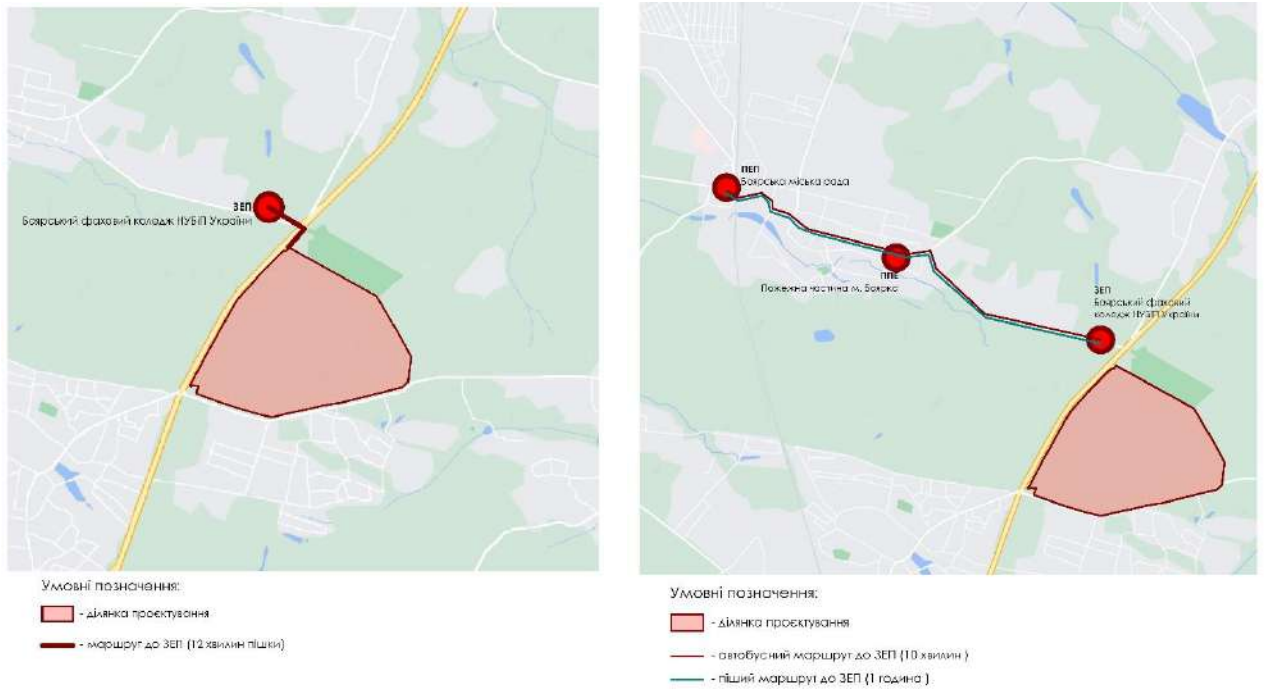 ЗЕП
Боярський фаховий коледж НУБіП України
Умовні позначення:
- ділянка проєктування
- маршрут до ЗЕП (12 хвилин пішки)
ПЕП
Боярська міська рада
ППЕ
Пожежна частина м. Боярка
ЗЕП
Боярський фаховий
коледж НУБіП України
Умовні позначення:
- ділянка проєктування
- автобусний маршрут до ЗЕП (10 хвилин )
- піший маршрут до ЗЕП (1 година )